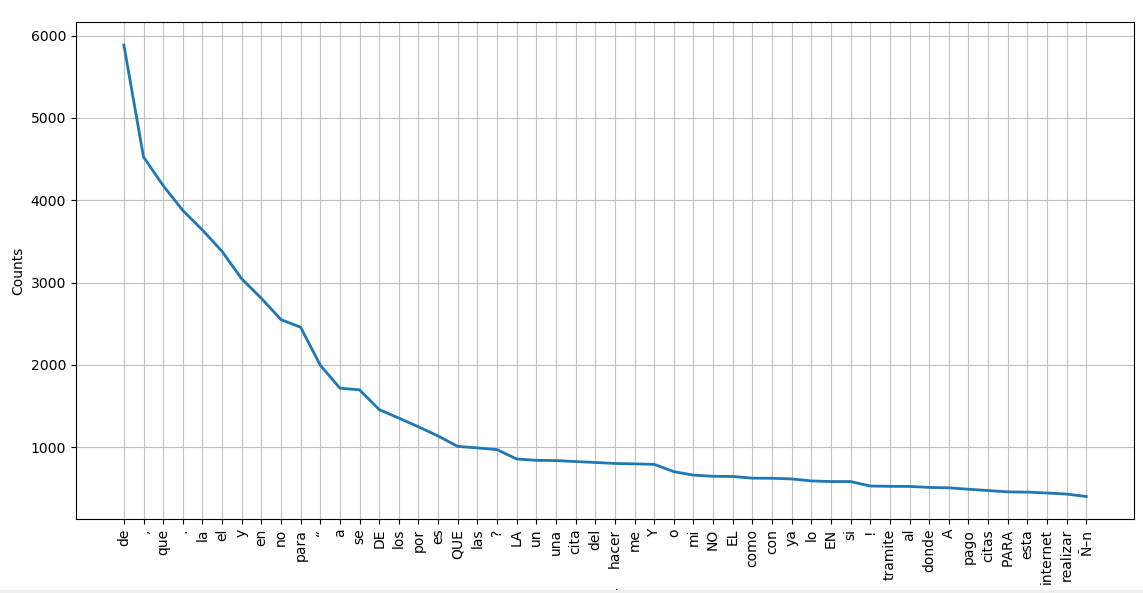 6000
5000
4000
3000
2000
1000
Counts
de
,
que
.
la
el
y
en
no
para
“
a
se
DE
los
por
es
QUE
las
?
LA
un
una
cita
del
hacer
me
Y
o
mi
NO
EL
como
con
ya
lo
EN
si
!
tramite
al
donde
A
pago
citas
PARA
esta
internet
realizar